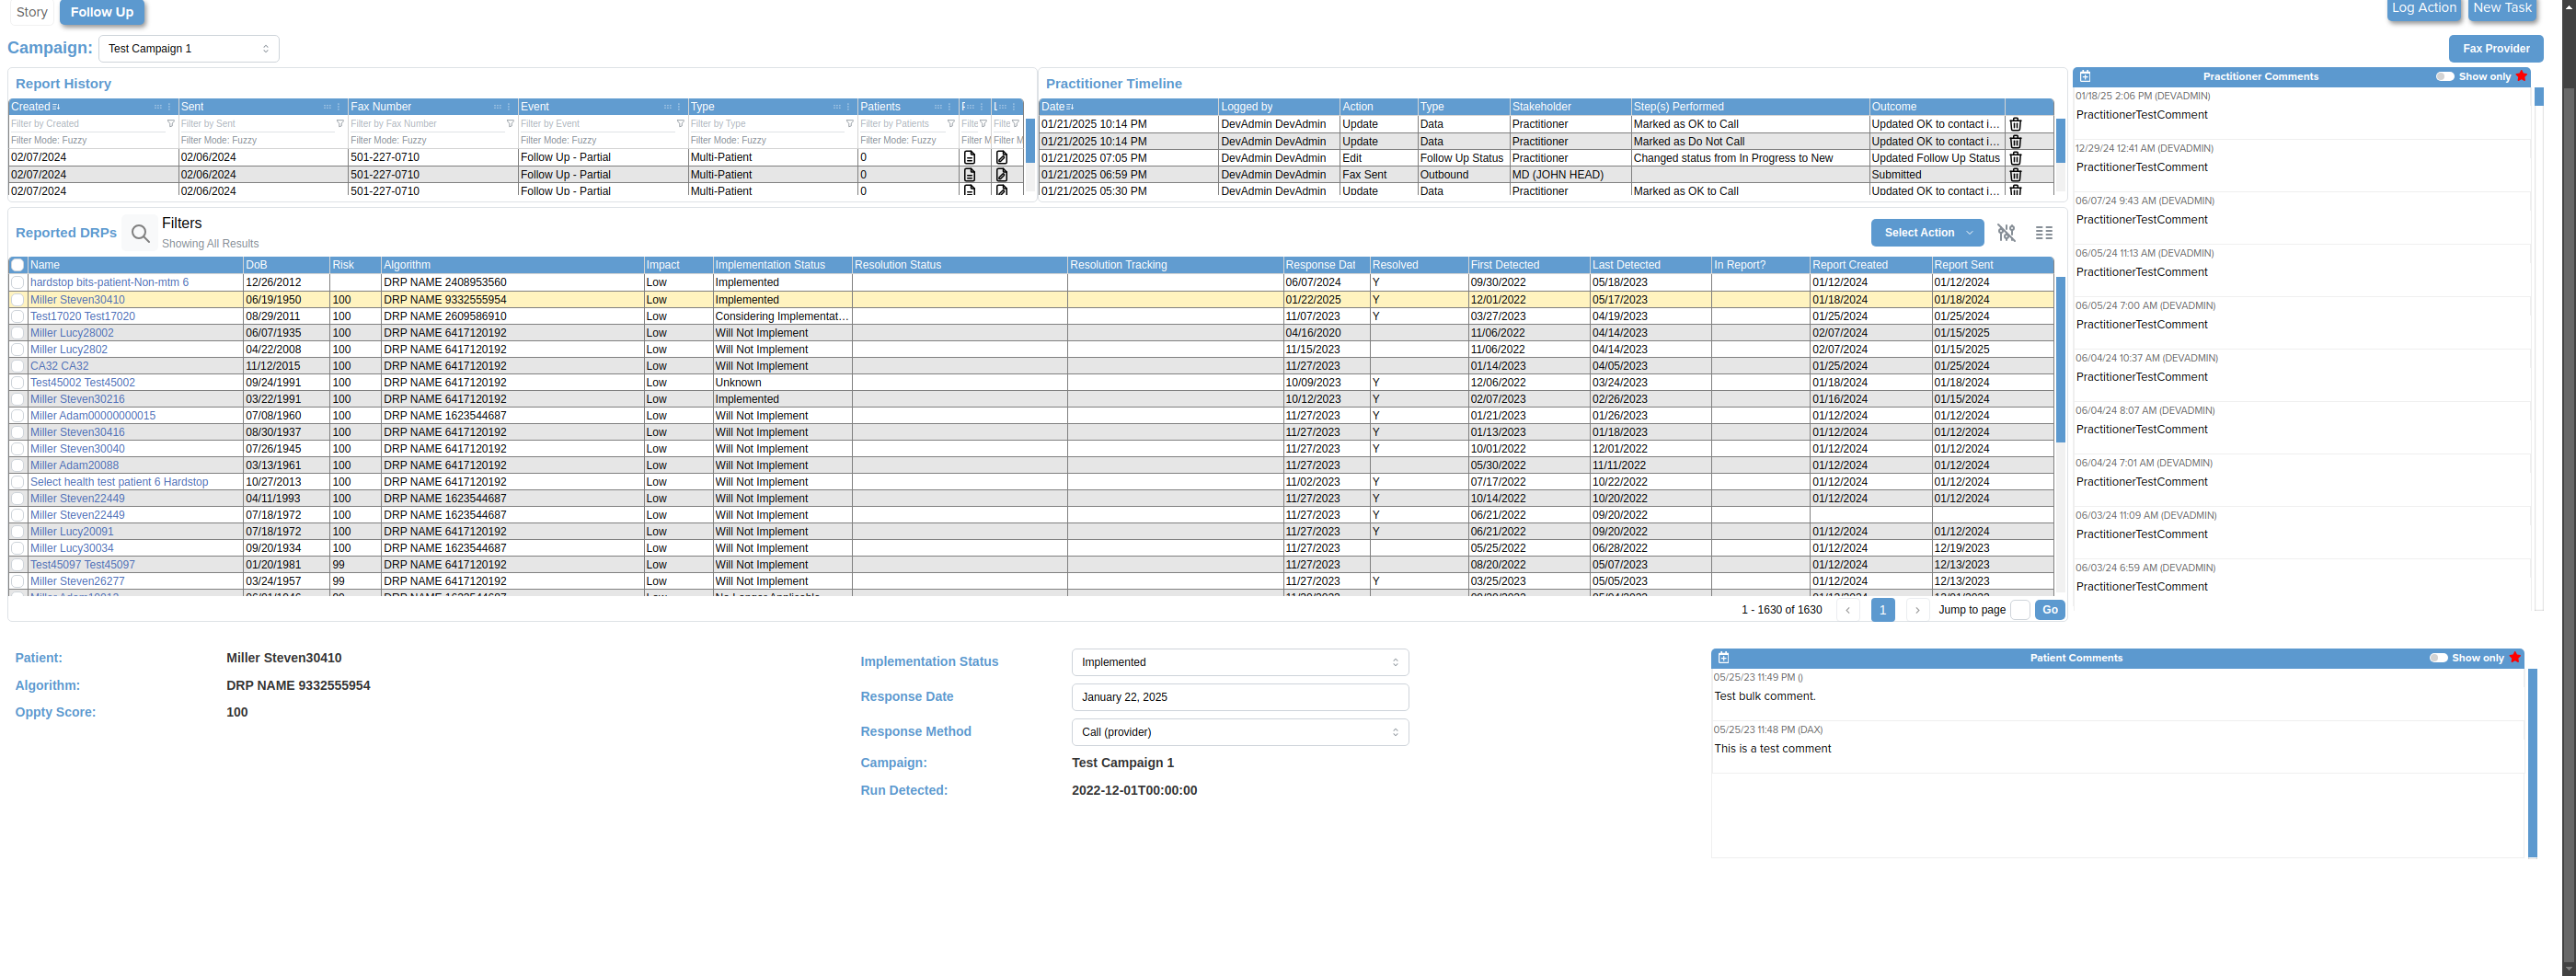 Story Follow Up Log Action New Task
Campaign: Test Campaign 1 Fax Provider
Report History
Created Sent Fax Number Event Type Patients
Filter by Created Filter by Sent Filter by Fax Number Filter by Event Filter by Type Filter by Patients Filte Filte
Filter Mode: Fuzzy Filter Mode: Fuzzy Filter Mode: Fuzzy Filter Mode: Fuzzy Filter Mode: Fuzzy Filter Mode: Fuzzy Filter M Filter M
02/07/2024 02/06/2024 501-227-0710 Follow Up - Partial Multi-Patient 0
02/07/2024 02/06/2024 501-227-0710 Follow Up - Partial Multi-Patient 0
02/07/2024 02/06/2024 501-227-0710 Follow Up - Partial Multi-Patient 0
Practitioner Timeline
Date Logged by Action Type Stakeholder Step(s) Performed Outcome
01/21/2025 10:14 PM DevAdmin DevAdmin Update Data Practitioner Marked as OK to Call Updated OK to contact i...
01/21/2025 10:14 PM DevAdmin DevAdmin Update Data Practitioner Marked as Do Not Call Updated OK to contact i...
01/21/2025 07:05 PM DevAdmin DevAdmin Edit Follow Up Status Practitioner Changed status from In Progress to New Updated Follow Up Status
01/21/2025 06:59 PM DevAdmin DevAdmin Fax Sent Outbound MD (JOHN HEAD) Submitted
01/21/2025 05:30 PM DevAdmin DevAdmin Update Data Practitioner Marked as OK to Call Updated OK to contact i...
Practitioner Comments Show only
01/18/25 2:06 PM (DEVADMIN)
PractitionerTestComment
12/29/24 12:41 AM (DEVADMIN)
PractitionerTestComment
06/07/24 9:43 AM (DEVADMIN)
PractitionerTestComment
06/05/24 11:13 AM (DEVADMIN)
PractitionerTestComment
06/05/24 7:00 AM (DEVADMIN)
PractitionerTestComment
06/04/24 10:37 AM (DEVADMIN)
PractitionerTestComment
06/04/24 8:07 AM (DEVADMIN)
PractitionerTestComment
06/04/24 7:01 AM (DEVADMIN)
PractitionerTestComment
06/03/24 11:09 AM (DEVADMIN)
PractitionerTestComment
06/03/24 6:59 AM (DEVADMIN)
PractitionerTestComment
Reported DRPs Filters
Showing All Results
Select Action
Name DoB Risk Algorithm Impact Implementation Status Resolution Status Resolution Tracking Response Dat Resolved First Detected Last Detected In Report? Report Created Report Sent
hardstop bits-patient-Non-mtm 6 12/26/2012 DRP NAME 2408953560 Low Implemented 06/07/2024 Y 09/30/2022 05/18/2023 01/12/2024 01/12/2024
Miller Steven30410 06/19/1950 100 DRP NAME 9332555954 Low Implemented 01/22/2025 Y 12/01/2022 05/17/2023 01/18/2024 01/18/2024
Test17020 Test17020 08/29/2011 100 DRP NAME 2609586910 Low Considering Implementat... 11/07/2023 Y 03/27/2023 04/19/2023 01/25/2024 01/25/2024
Miller Lucy28002 06/07/1935 100 DRP NAME 6417120192 Low Will Not Implement 04/16/2020 11/06/2022 04/14/2023 02/07/2024 01/15/2025
Miller Lucy2802 04/22/2008 100 DRP NAME 6417120192 Low Will Not Implement 11/15/2023 11/06/2022 04/14/2023 02/07/2024 01/15/2025
CA32 CA32 11/12/2015 100 DRP NAME 6417120192 Low Will Not Implement 11/27/2023 01/14/2023 04/05/2023 01/25/2024 01/25/2024
Test45002 Test45002 09/24/1991 100 DRP NAME 6417120192 Low Unknown 10/09/2023 Y 12/06/2022 03/24/2023 01/18/2024 01/18/2024
Miller Steven30216 03/22/1991 100 DRP NAME 6417120192 Low Implemented 10/12/2023 Y 02/07/2023 02/26/2023 01/16/2024 01/15/2024
Miller Adam00000000015 07/08/1960 100 DRP NAME 1623544687 Low Will Not Implement 11/27/2023 Y 01/21/2023 01/26/2023 01/12/2024 01/12/2024
Miller Steven30416 08/30/1937 100 DRP NAME 6417120192 Low Will Not Implement 11/27/2023 Y 01/13/2023 01/18/2023 01/12/2024 01/12/2024
Miller Steven30040 07/26/1945 100 DRP NAME 6417120192 Low Will Not Implement 11/27/2023 Y 10/01/2022 12/01/2022 01/12/2024 01/12/2024
Miller Adam20088 03/13/1961 100 DRP NAME 6417120192 Low Will Not Implement 11/27/2023 05/30/2022 11/11/2022 01/12/2024 01/12/2024
Select health test patient 6 Hardstop 10/27/2013 100 DRP NAME 6417120192 Low Will Not Implement 11/02/2023 Y 07/17/2022 10/22/2022 01/12/2024 01/12/2024
Miller Steven22449 04/11/1993 100 DRP NAME 1623544687 Low Will Not Implement 11/27/2023 Y 10/14/2022 10/20/2022 01/12/2024 01/12/2024
Miller Steven22449 07/18/1972 100 DRP NAME 1623544687 Low Will Not Implement 11/27/2023 Y 06/21/2022 09/20/2022
Miller Lucy20091 07/18/1972 100 DRP NAME 6417120192 Low Will Not Implement 11/27/2023 Y 06/21/2022 09/20/2022 01/12/2024 01/12/2024
Miller Lucy30034 09/20/1934 100 DRP NAME 1623544687 Low Will Not Implement 11/27/2023 05/25/2022 06/28/2022 01/12/2024 12/19/2023
Test45097 Test45097 01/20/1981 99 DRP NAME 6417120192 Low Will Not Implement 11/27/2023 08/20/2022 05/07/2023 01/12/2024 12/13/2023
Miller Steven26277 03/24/1957 99 DRP NAME 6417120192 Low Will Not Implement 11/27/2023 Y 03/25/2023 05/05/2023 01/12/2024 12/13/2023
1 - 1630 of 1630 1 Jump to page Go
Patient: Miller Steven30410
Algorithm: DRP NAME 9332555954
Oppty Score: 100
Implementation Status Implemented
Response Date January 22, 2025
Response Method Call (provider)
Campaign: Test Campaign 1
Run Detected: 2022-12-01T00:00:00
Patient Comments Show only
05/25/23 11:49 PM ()
Test bulk comment.
05/25/23 11:48 PM (DAX)
This is a test comment